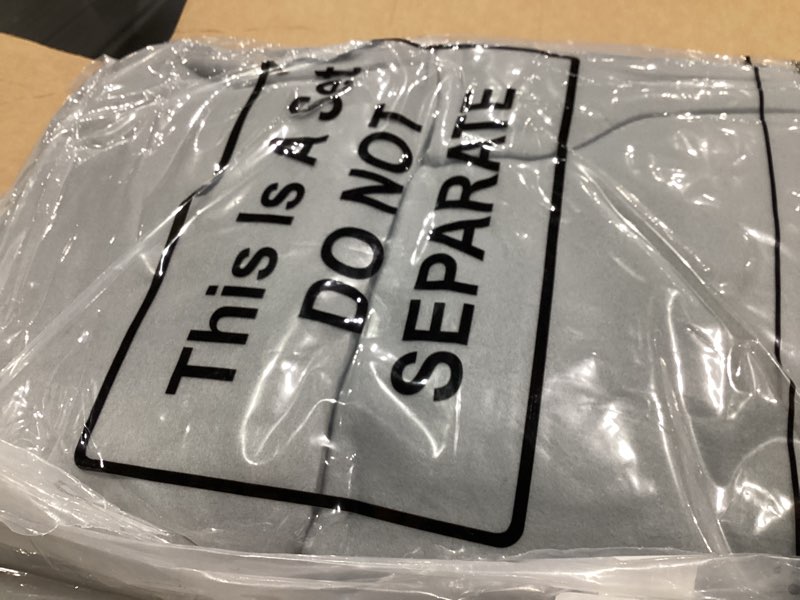 This Is A Set
DO NOT
SEPARATE